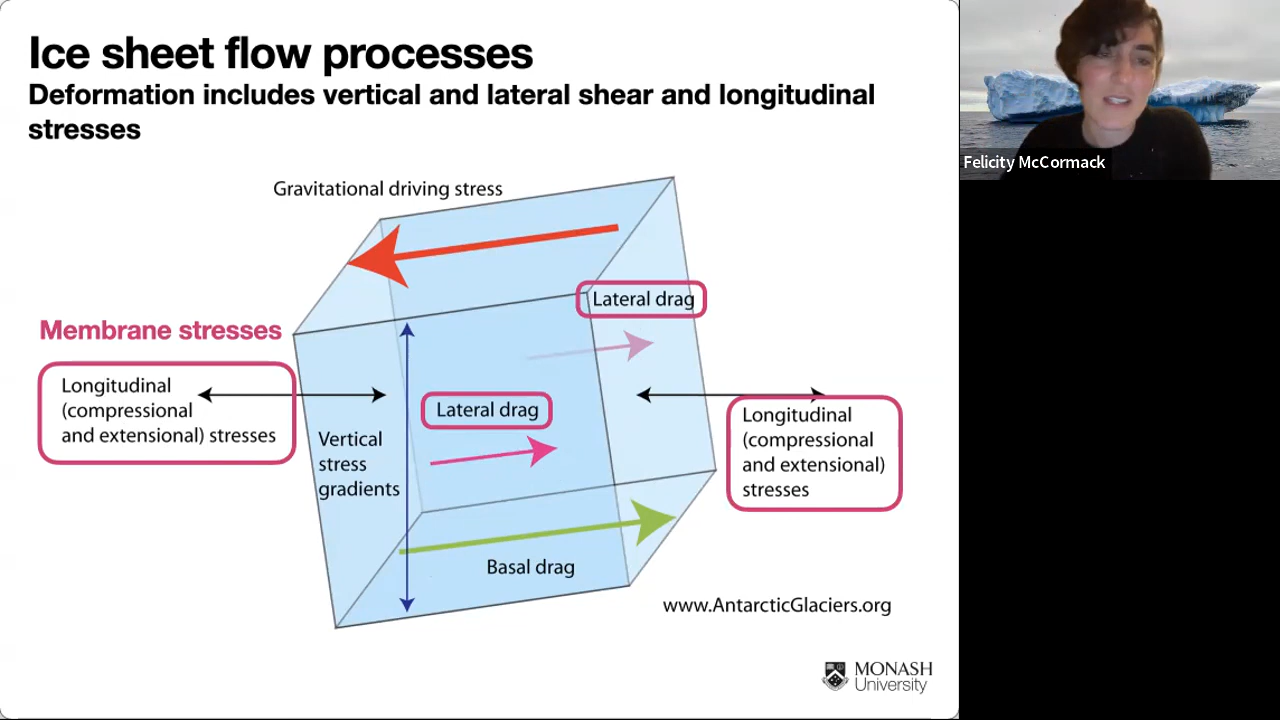 Ice sheet flow processes
Deformation includes vertical and lateral shear and longitudinal
stresses
Felicity McCormack
Gravitational driving stress
Lateral drag
Membrane stresses
Longitudinal
(compressional
and extensional) stresses
Lateral drag
Longitudinal
(compressional
and extensional)
stresses
Vertical
stress
gradients
Basal drag
www.AntarcticGlaciers.org
MONASH
University